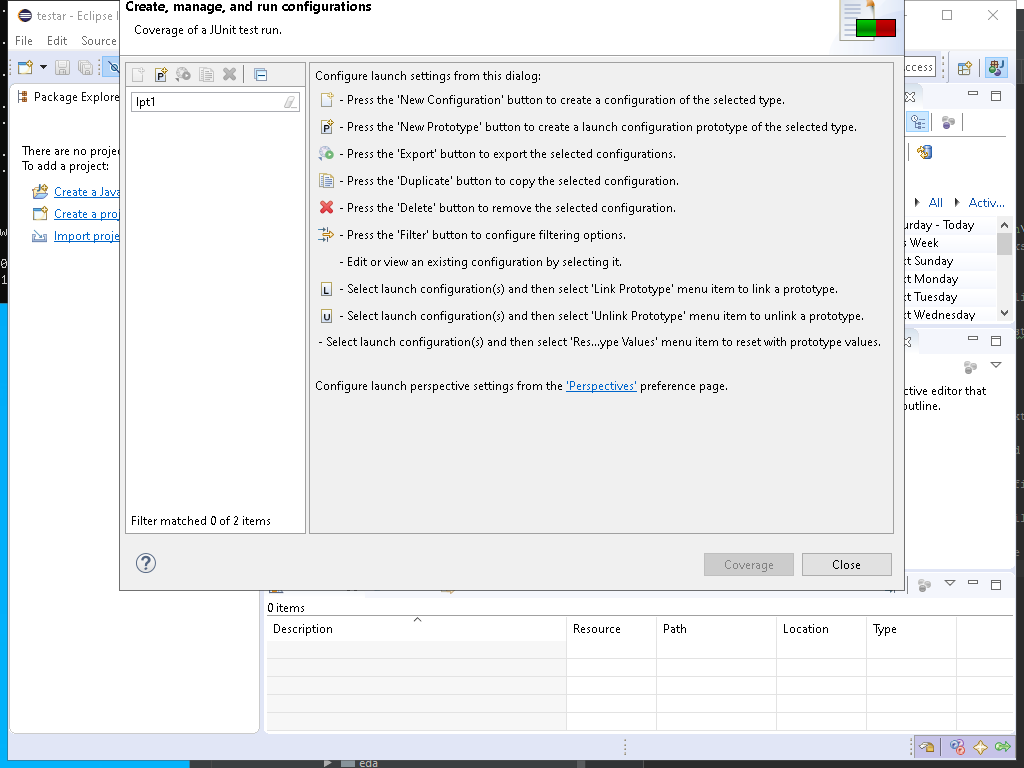 Create, manage, and run configurations
Coverage of a JUnit test run.
testar - Eclipse I
File Edit Source
cess
Package Explore
There are no projec
To add a project:
Create a Java
Create a proj
Import proje
lpt1
Filter matched 0 of 2 items
Configure launch settings from this dialog:
- Press the 'New Configuration' button to create a configuration of the selected type.
- Press the 'New Prototype' button to create a launch configuration prototype of the selected type.
- Press the 'Export' button to export the selected configurations.
- Press the 'Duplicate' button to copy the selected configuration.
- Press the 'Delete' button to remove the selected configuration.
- Press the 'Filter' button to configure filtering options.
- Edit or view an existing configuration by selecting it.
- Select launch configuration(s) and then select 'Link Prototype' menu item to link a prototype.
- Select launch configuration(s) and then select 'Unlink Prototype' menu item to unlink a prototype.
- Select launch configuration(s) and then select 'Res...ype Values' menu item to reset with prototype values.
Configure launch perspective settings from the 'Perspectives' preference page.
Coverage Close
All Activ...
urday - Today
s Week
xt Sunday
xt Monday
xt Tuesday
xt Wednesday
ctive editor that
outline.
0 items
Description Resource Path Location Type
eda